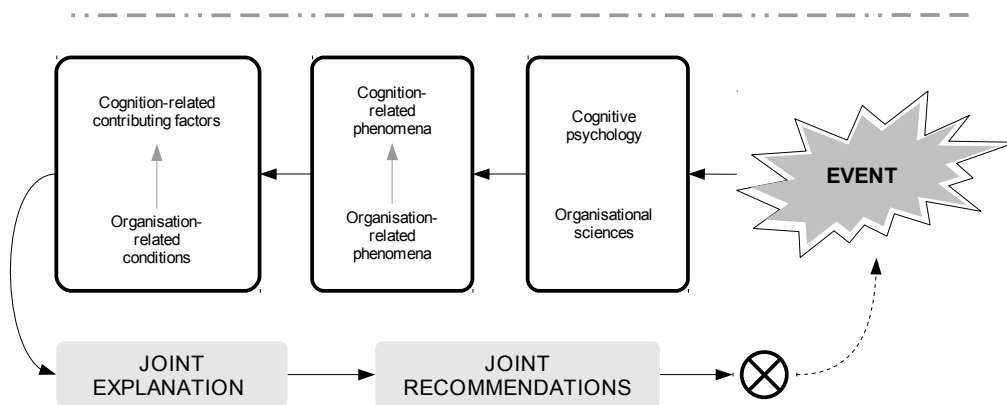 Cognition-related
contributing factors
Organisation-
related
conditions
Cognition-
related
phenomena
Organisation-
related
phenomena
Cognitive
psychology
Organisational
sciences
EVENT
JOINT
EXPLANATION
JOINT
RECOMMENDATIONS